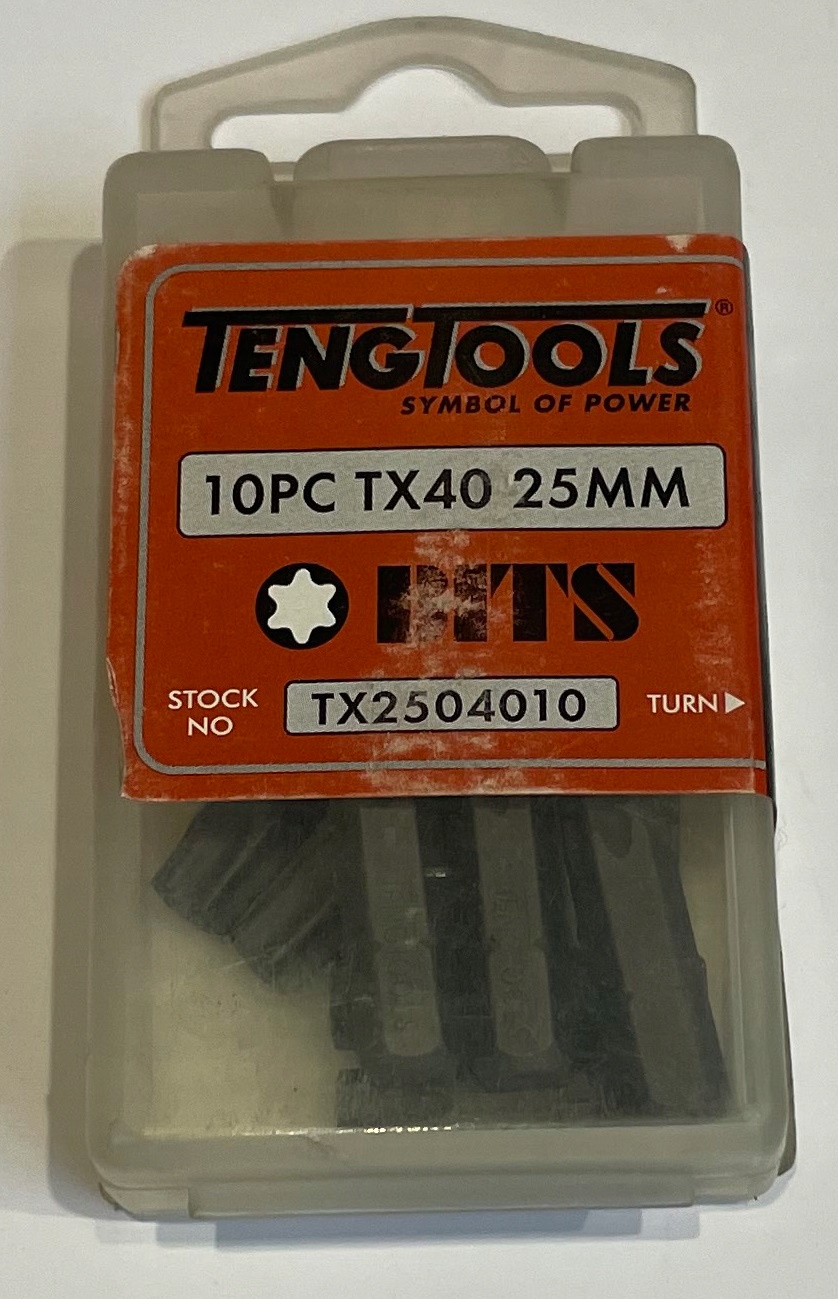 TENGTOOLS®
SYMBOL OF POWER
10PC TX40 25MM
BITS
STOCK NO
TX2504010
TURN ▶